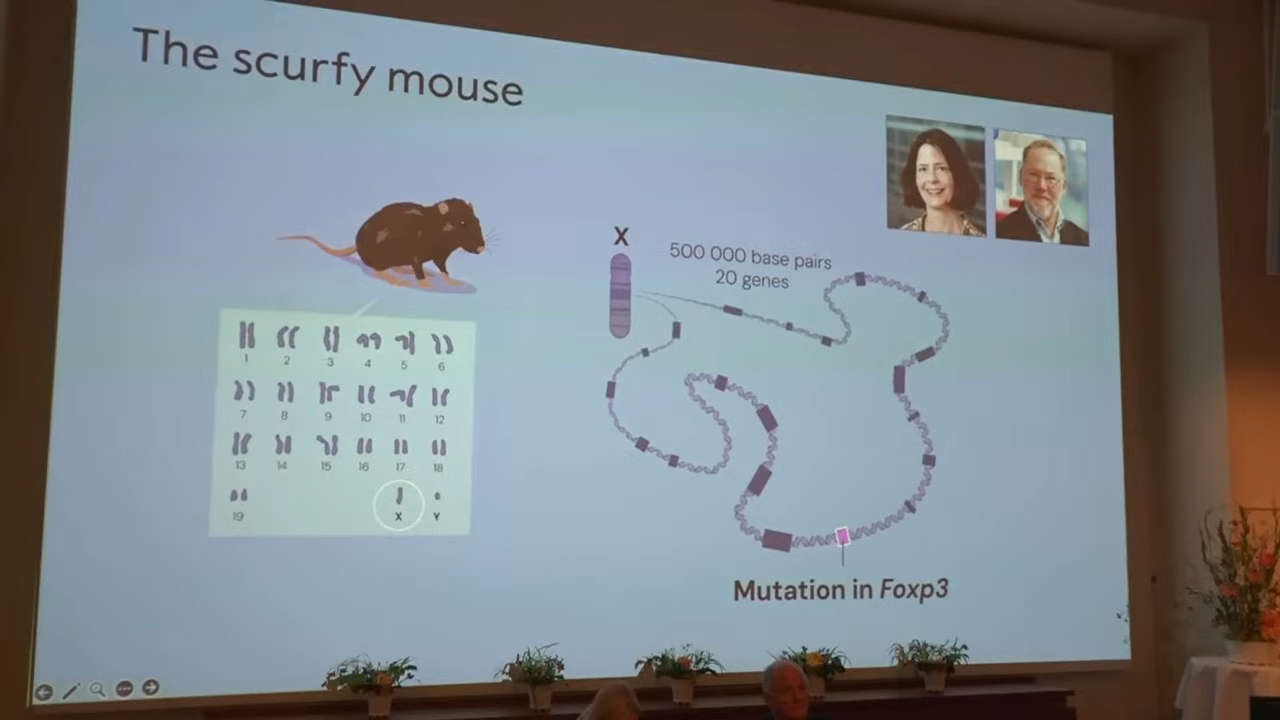 The scurfy mouse
X
500 000 base pairs
20 genes
1 2 3 4 5 6
7 8 9 10 11 12
13 14 15 16 17 18
19 X Y
Mutation in Foxp3